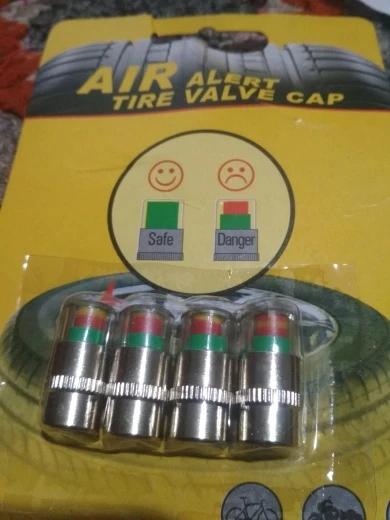 AIR ALERT
TIRE VALVE CAP
Safe
Danger